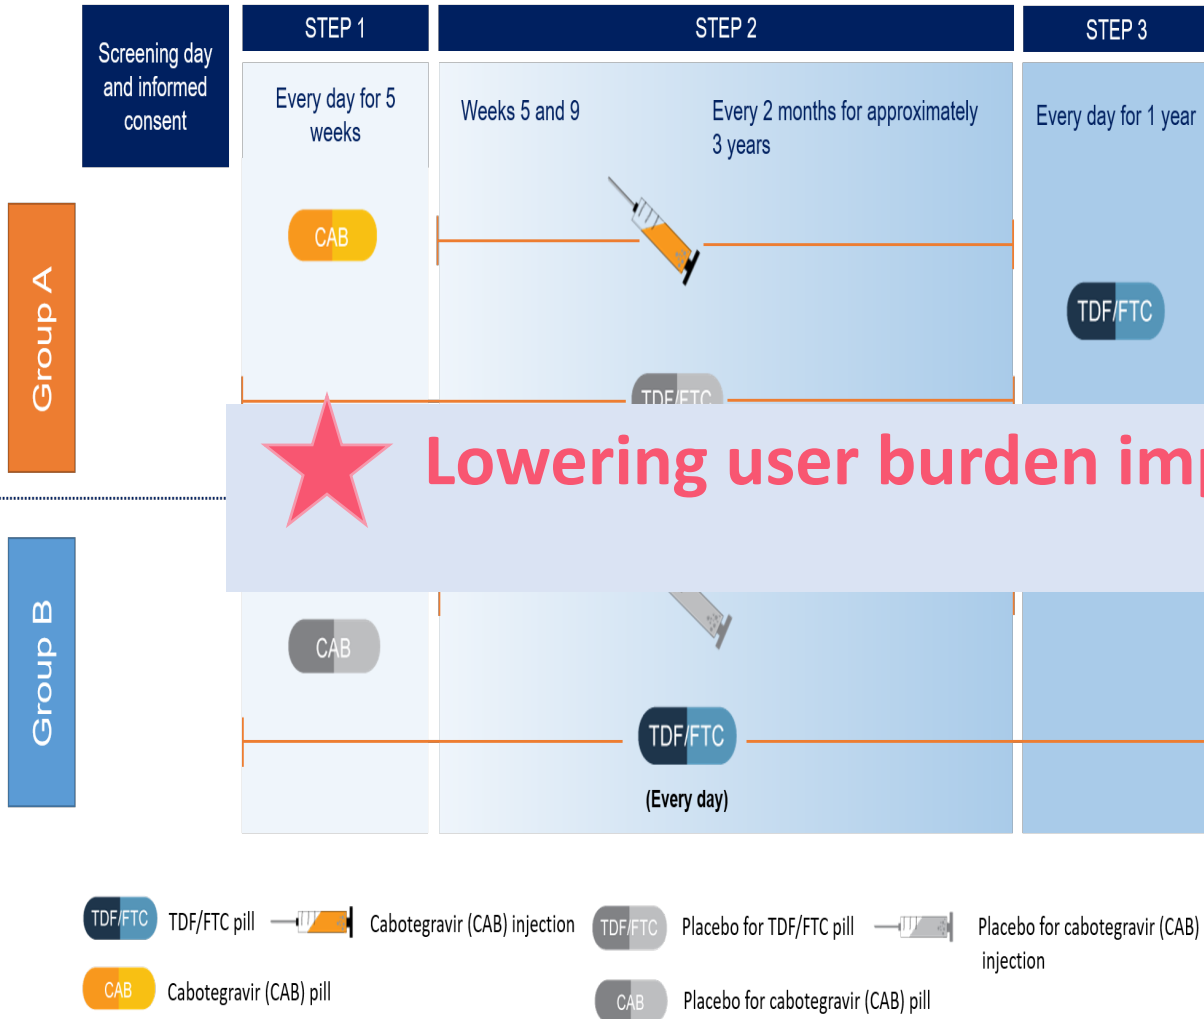 STEP 1
STEP 2
STEP 3
Screening day
and informed
consent
Every day for 5
weeks
Weeks 5 and 9
Every 2 months for approximately
3 years
Every day for 1 year
Group A
CAB
TDF/FTC
TDF/FTC
Lowering user burden
Group B
CAB
TDF/FTC
(Every day)
TDF/FTC TDF/FTC pill
Cabotegravir (CAB) injection
TDF/FTC Placebo for TDF/FTC pill
Placebo for cabotegravir (CAB)
injection
CAB Cabotegravir (CAB) pill
CAB Placebo for cabotegravir (CAB) pill